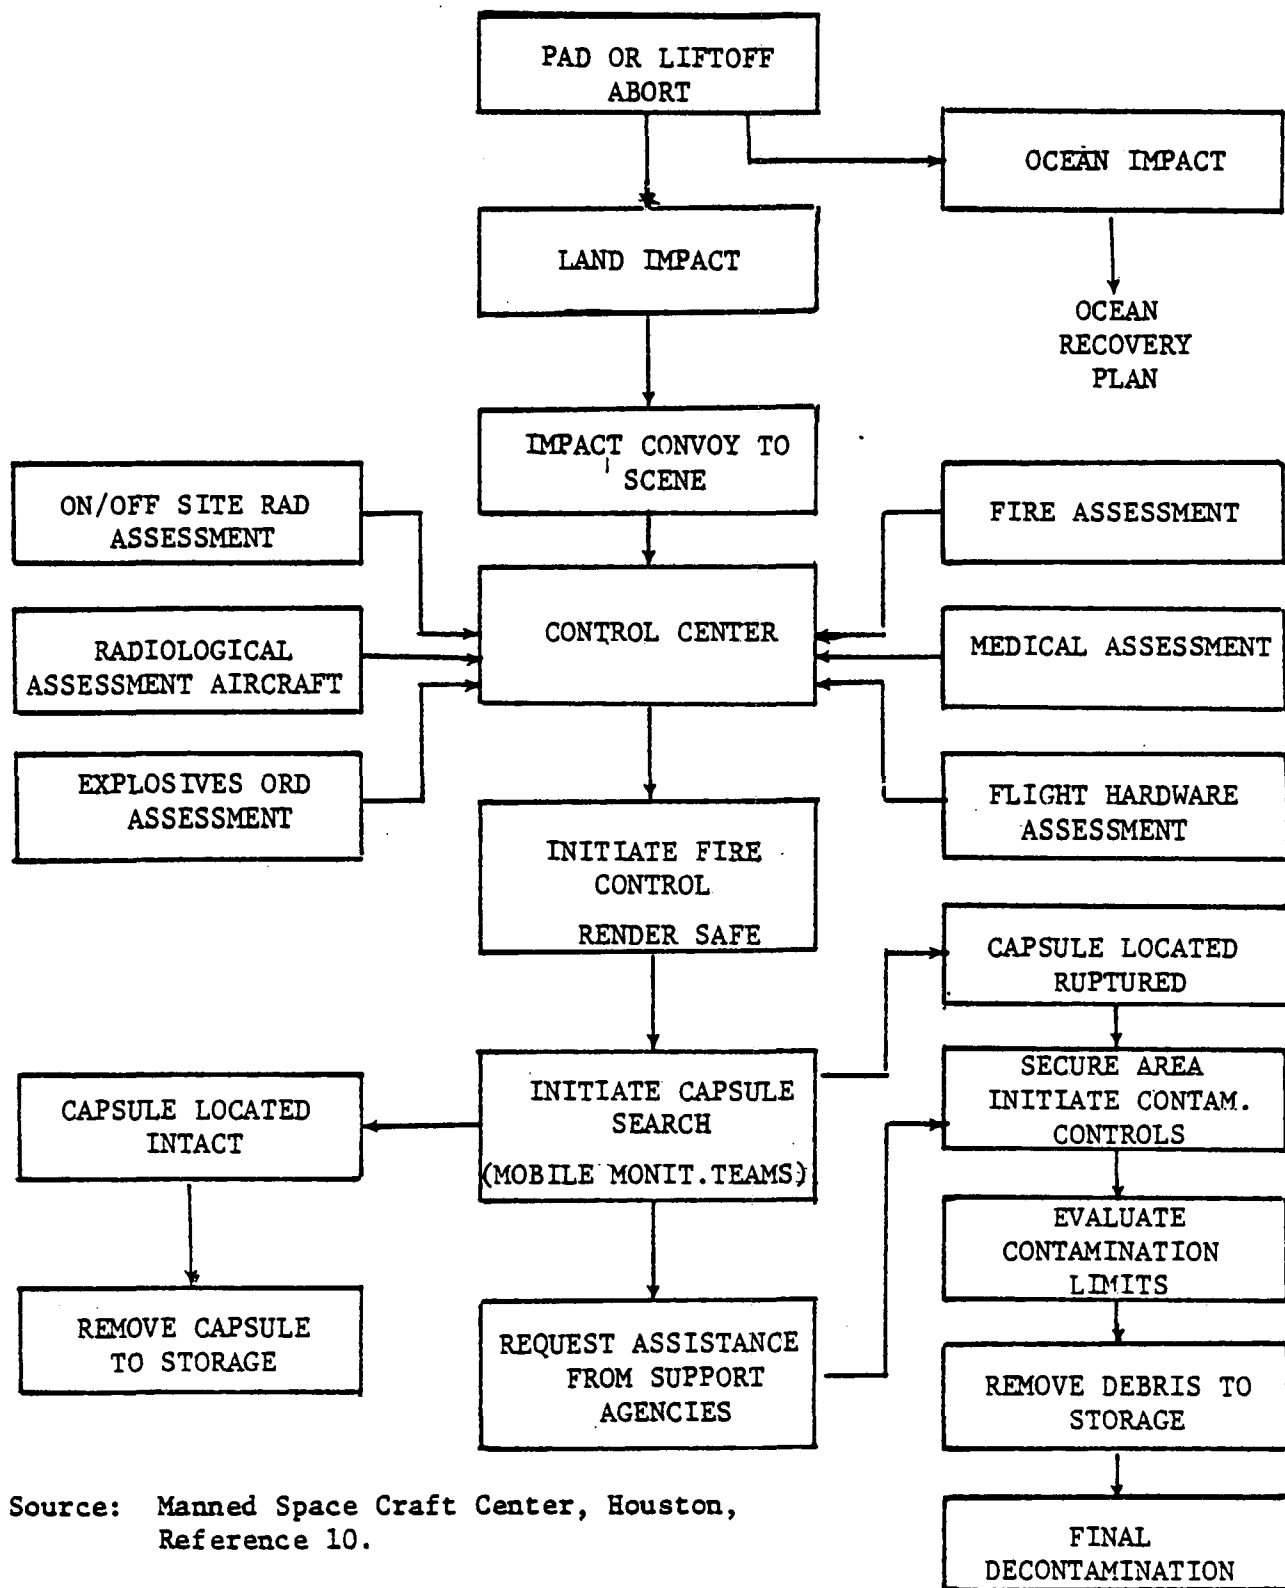 PAD OR LIFTOFF
ABORT
OCEAN IMPACT
LAND IMPACT
OCEAN
RECOVERY
PLAN
IMPACT CONVOY TO
SCENE
ON/OFF SITE RAD
ASSESSMENT
FIRE ASSESSMENT
CONTROL CENTER
RADIOLOGICAL
ASSESSMENT AIRCRAFT
MEDICAL ASSESSMENT
EXPLOSIVES ORD
ASSESSMENT
FLIGHT HARDWARE
ASSESSMENT
INITIATE FIRE
CONTROL
RENDER SAFE
CAPSULE LOCATED
RUPTURED
INITIATE CAPSULE
SEARCH
(MOBILE MONIT.TEAMS)
SECURE AREA
INITIATE CONTAM.
CONTROLS
CAPSULE LOCATED
INTACT
EVALUATE
CONTAMINATION
LIMITS
REMOVE CAPSULE
TO STORAGE
REQUEST ASSISTANCE
FROM SUPPORT
AGENCIES
REMOVE DEBRIS TO
STORAGE
Source: Manned Space Craft Center, Houston,
Reference 10.
FINAL
DECONTAMINATION